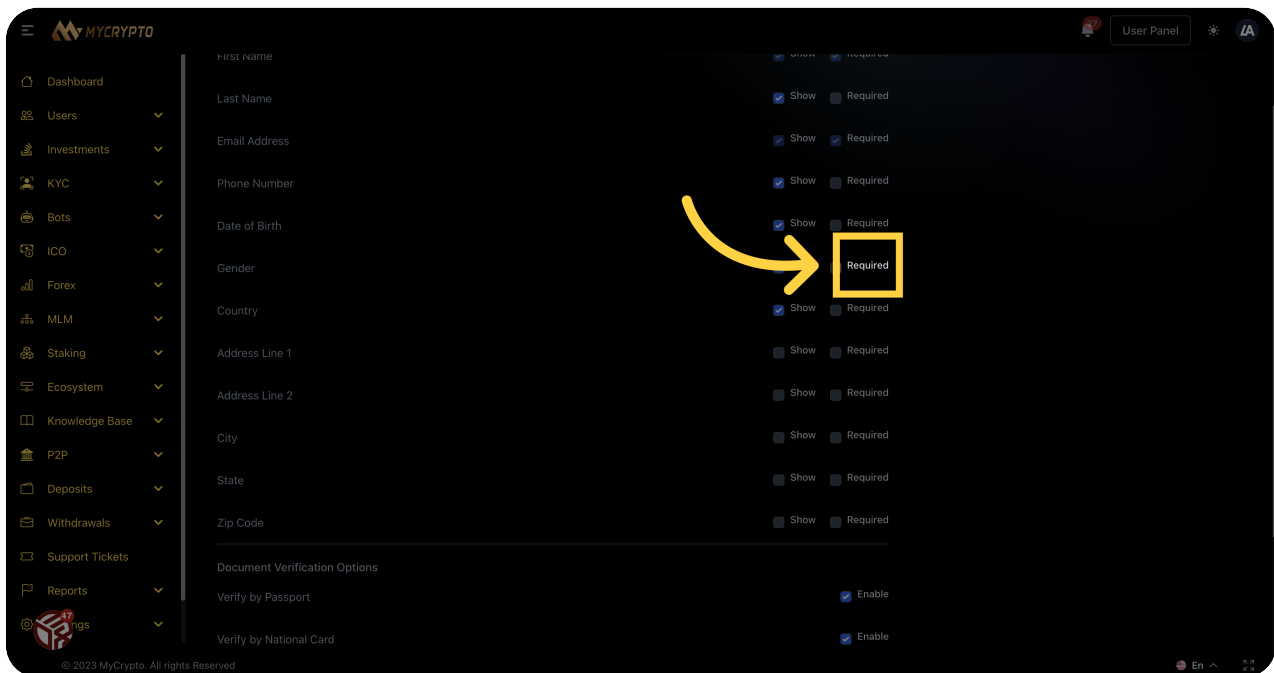 MYCRYPTO
47
User Panel
First Name
Show
Required
Dashboard
Last Name
Show
Required
Users
Email Address
Show
Required
Investments
Phone Number
Show
Required
KYC
Date of Birth
Show
Required
Bots
ICO
Gender
Required
Forex
Country
Show
Required
MLM
Address Line 1
Show
Required
Staking
Address Line 2
Show
Required
Ecosystem
Knowledge Base
City
Show
Required
P2P
State
Show
Required
Deposits
Zip Code
Show
Required
Withdrawals
Support Tickets
Document Verification Options
Reports
Verify by Passport
Enable
47
Verify by National Card
Enable
© 2023 MyCrypto. All rights Reserved
En